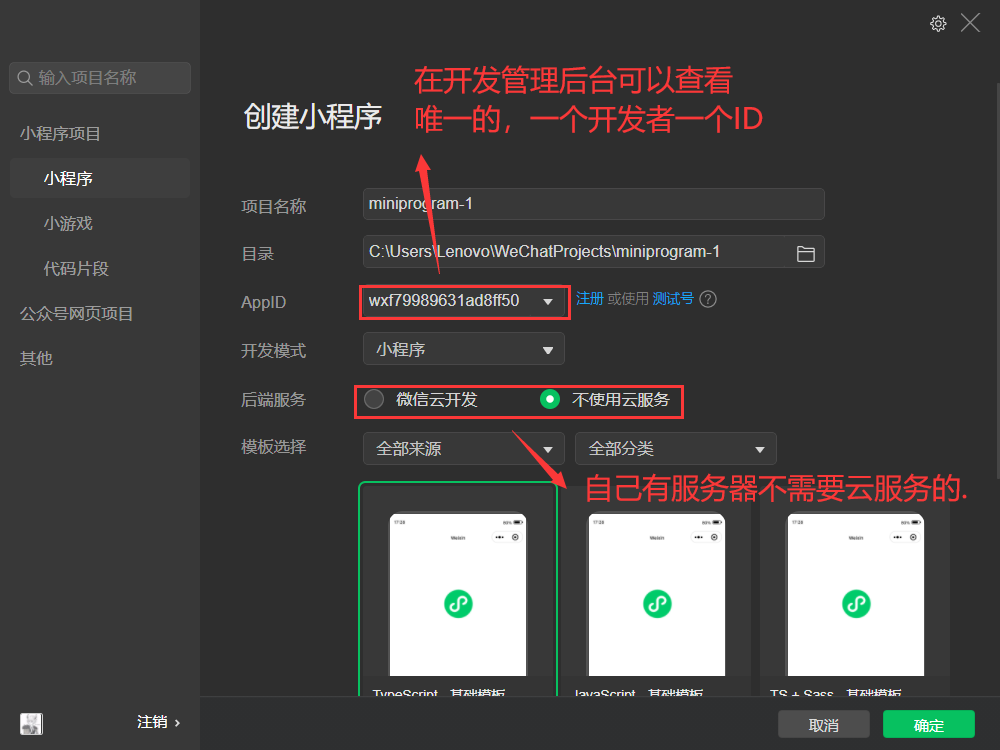 输入项目名称
小程序项目
小程序
小游戏
代码片段
公众号网页项目
其他
注销 ›
在开发管理后台可以查看
唯一的，一个开发者一个ID
创建小程序
项目名称
miniprogram-1
目录
C:\Users\Lenovo\WeChatProjects\miniprogram-1
AppID
wxf79989631ad8ff50
注册 或使用 测试号 ?
开发模式
小程序
后端服务
微信云开发
不使用云服务
模板选择
全部来源
全部分类
自己有服务器不需要云服务的.
17:28
17:28
17:28
TypeScript - 基础模板
JavaScript - 基础模板
TS + Sass - 基础模板
取消
确定